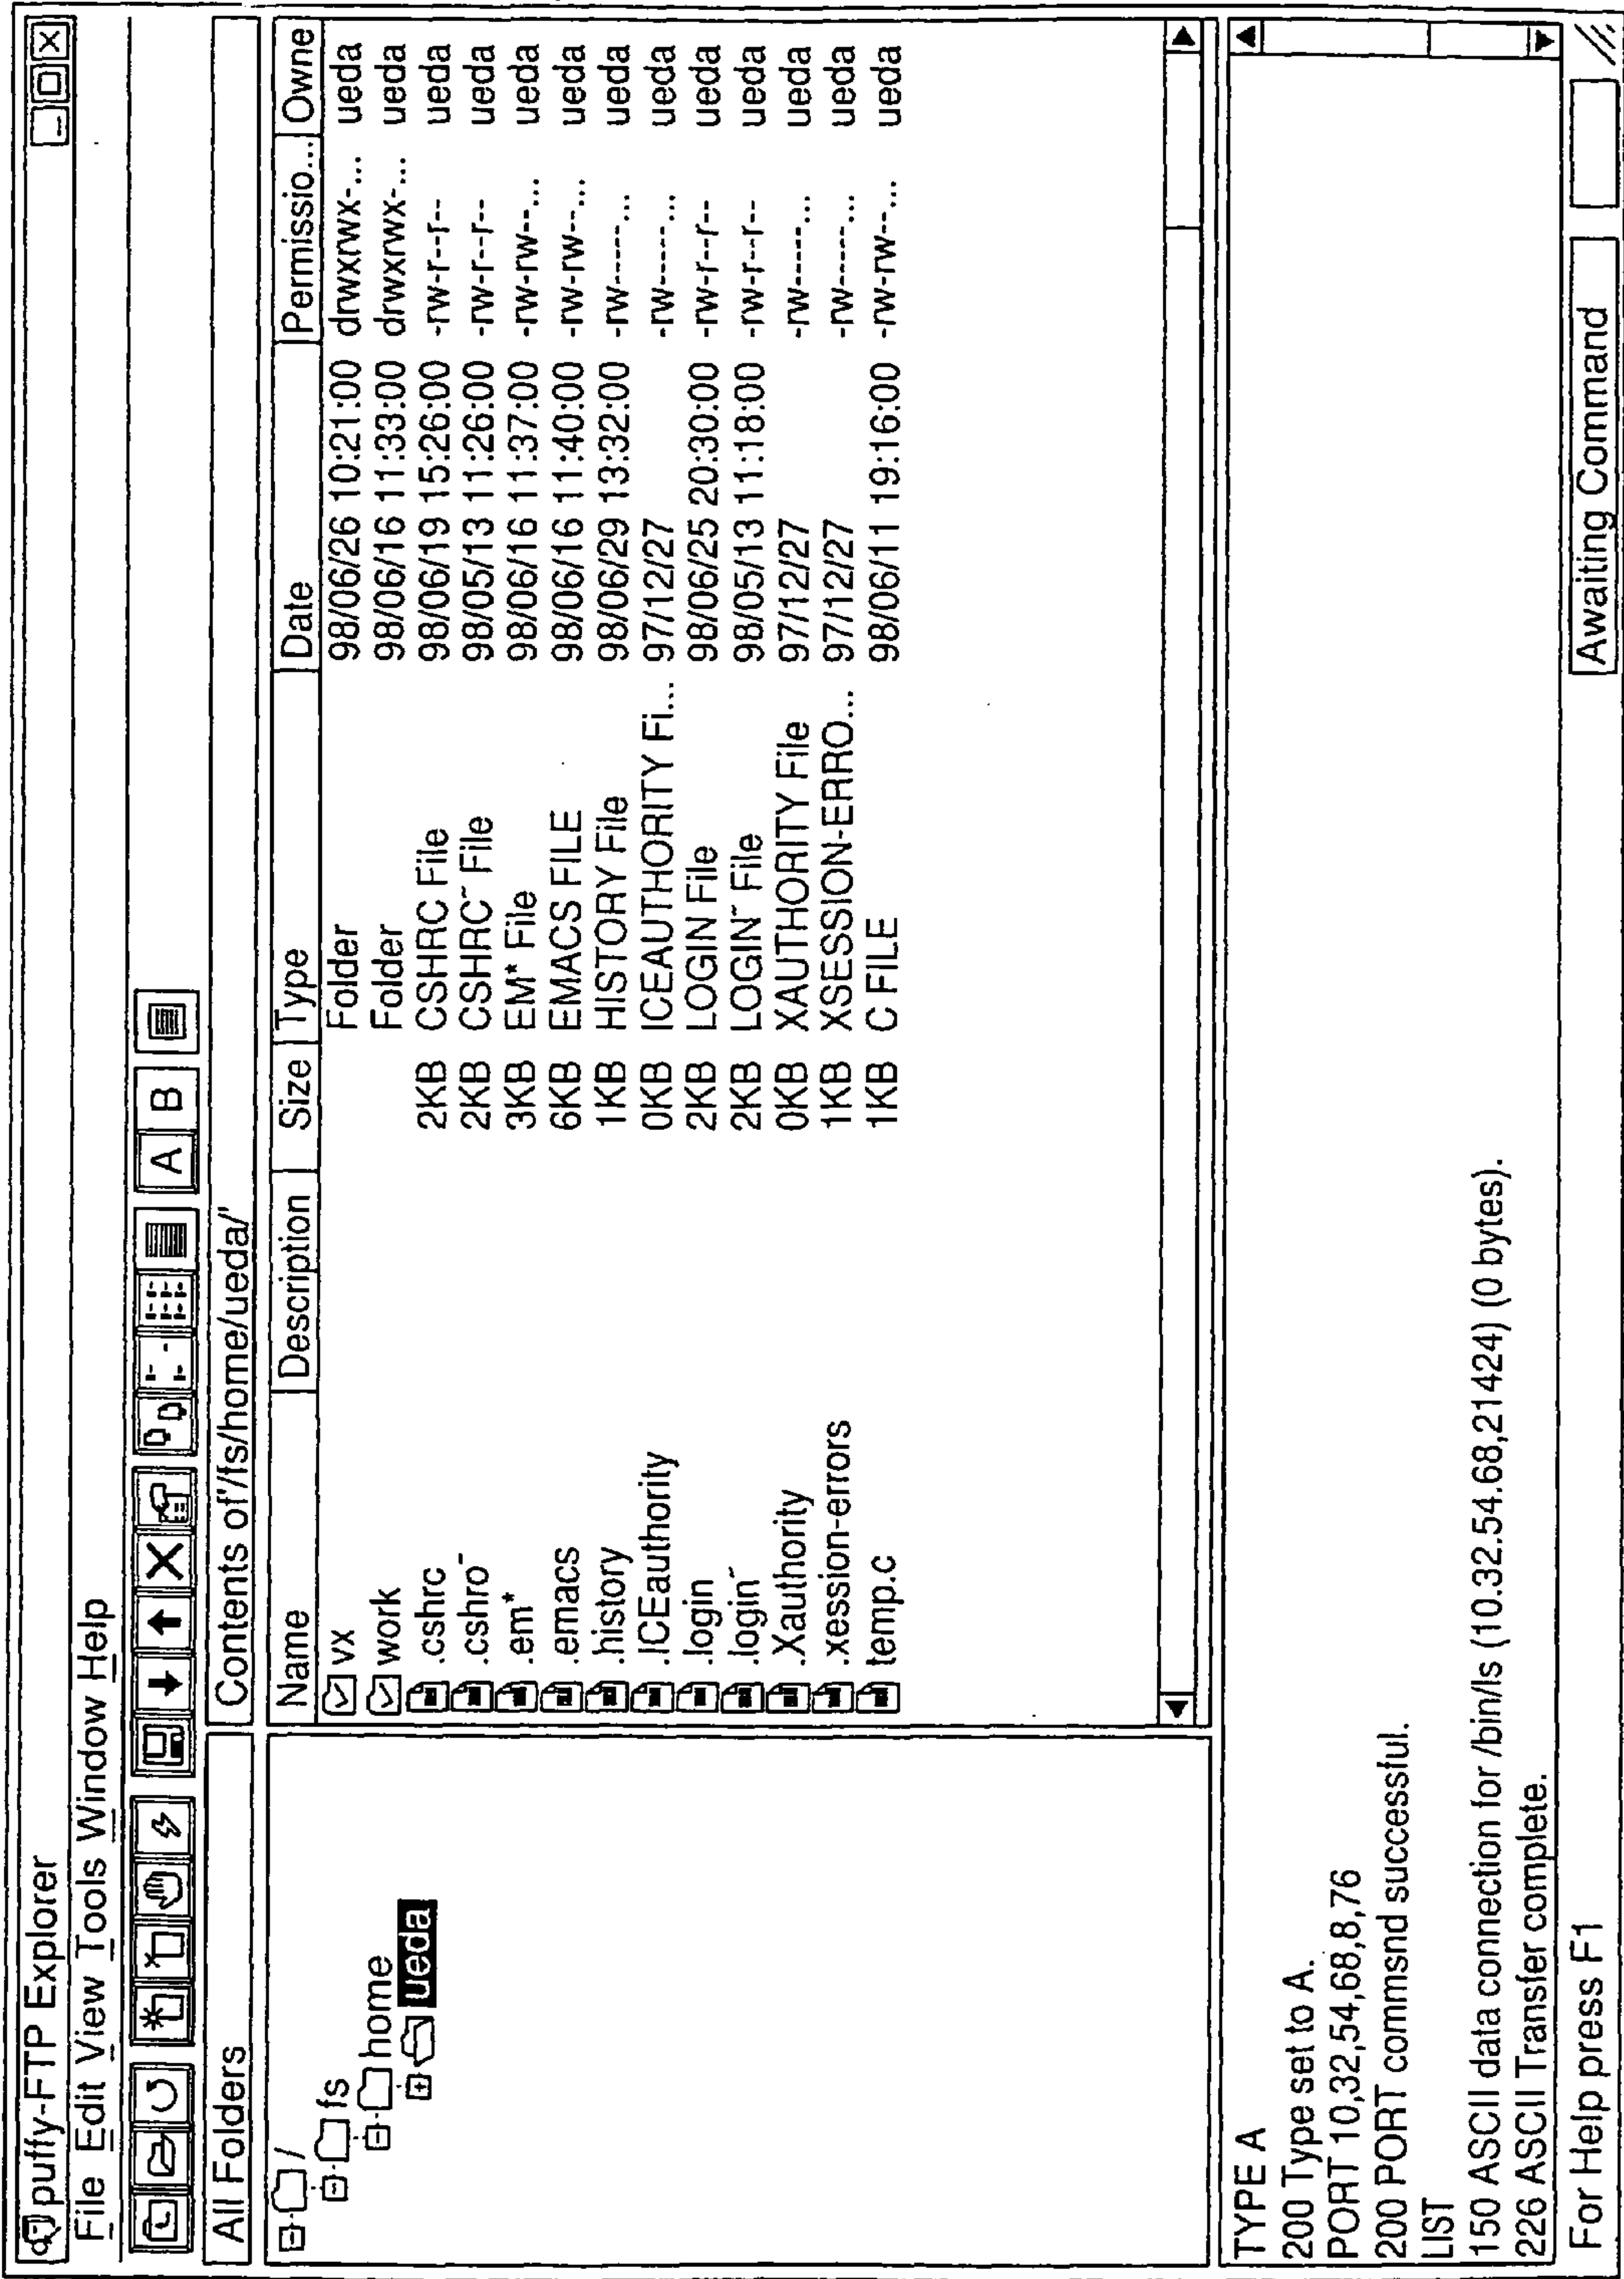 puffy-FTP Explorer
File Edit View Tools Window Help
A B
All Folders
Contents of'/fs/home/ueda/'
/
fs
home
ueda
Name Description Size Type Date Permissio... Owne
vx Folder 98/06/26 10:21:00 drwxrwx-... ueda
work Folder 98/06/16 11:33:00 drwxrwx-... ueda
.cshrc 2KB CSHRC File 98/06/19 15:26:00 -rw-r--r-- ueda
.cshro~ 2KB CSHRC~ File 98/05/13 11:26:00 -rw-r--r-- ueda
.em* 3KB EM* File 98/06/16 11:37:00 -rw-rw--... ueda
.emacs 6KB EMACS FILE 98/06/16 11:40:00 -rw-rw--... ueda
.history 1KB HISTORY File 98/06/29 13:32:00 -rw-----... ueda
.ICEauthority 0KB ICEAUTHORITY Fi... 97/12/27 -rw-----... ueda
.login 2KB LOGIN File 98/06/25 20:30:00 -rw-r--r-- ueda
.login~ 2KB LOGIN~ File 98/05/13 11:18:00 -rw-r--r-- ueda
.Xauthority 0KB XAUTHORITY File 97/12/27 -rw-----... ueda
.xession-errors 1KB XSESSION-ERRO... 97/12/27 -rw-----... ueda
temp.c 1KB C FILE 98/06/11 19:16:00 -rw-rw--... ueda
TYPE A
200 Type set to A.
PORT 10,32,54,68,8,76
200 PORT commsnd successful.
LIST
150 ASCII data connection for /bin/ls (10.32.54.68,21424) (0 bytes).
226 ASCII Transfer complete.
For Help press F1
Awaiting Command